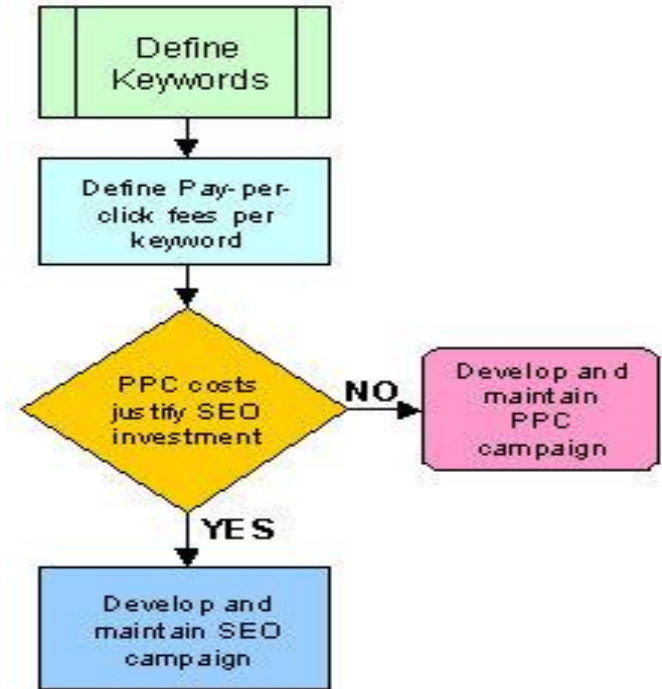 Define
Keywords
Define Pay-per-
click fees per
keyword
PPC costs
justify SEO
investment
NO
Develop and
maintain
PPC
campaign
YES
Develop and
maintain SEO
campaign